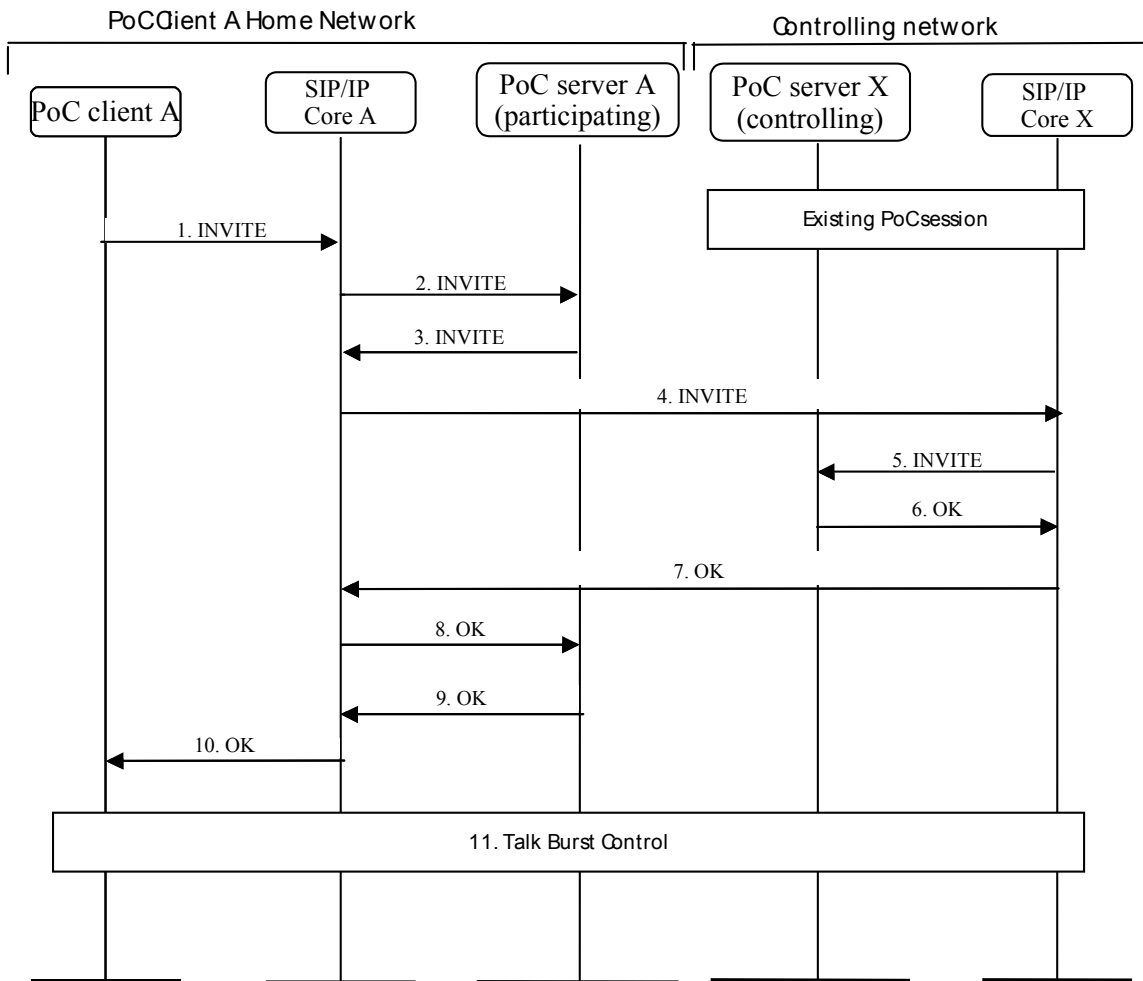 PoC Client A Home Network
Controlling network
PoC client A
SIP/IP
Core A
PoC server A
(participating)
PoC server X
(controlling)
SIP/IP
Core X
Existing PoC session
1. INVITE
2. INVITE
3. INVITE
4. INVITE
5. INVITE
6. OK
7. OK
8. OK
9. OK
10. OK
11. Talk Burst Control